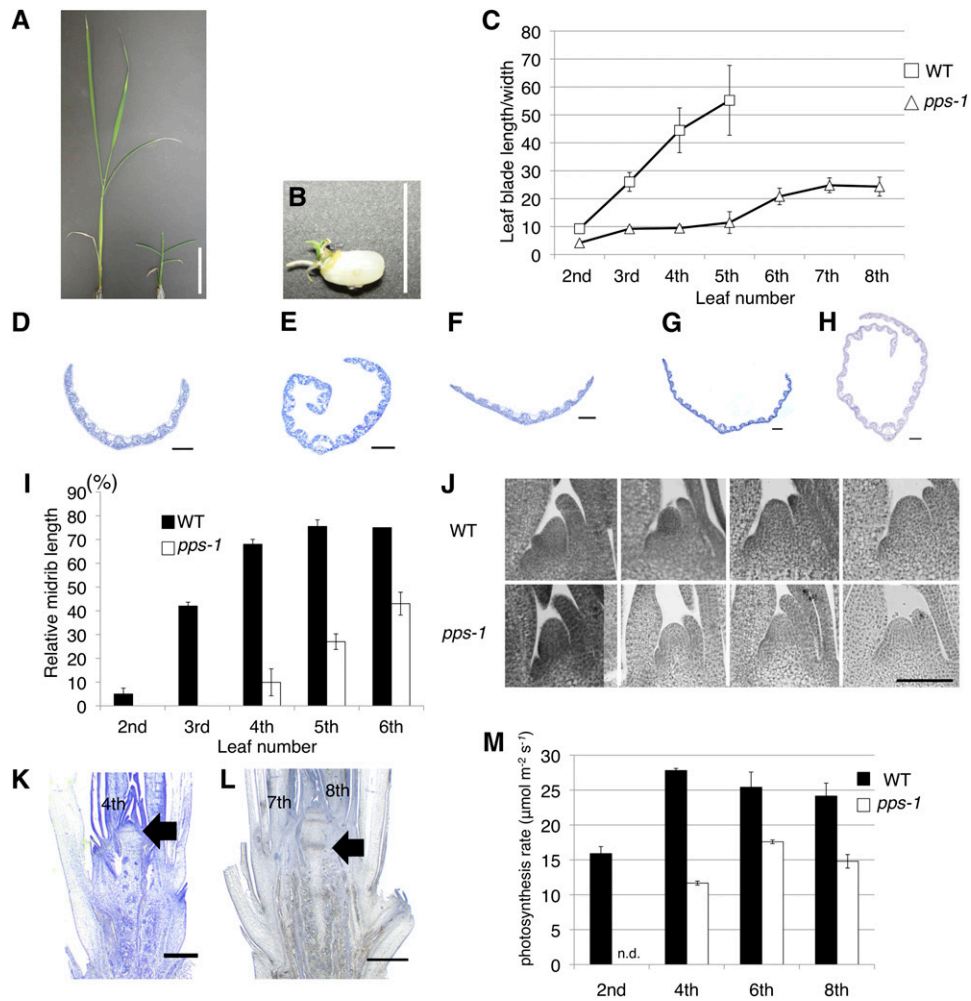 A
B
C
Leaf blade length/width
80
70
60
50
40
30
20
10
0
2nd 3rd 4th 5th 6th 7th 8th
Leaf number
WT
pps-1
D
E
F
G
H
I
(%)
Relative midrib length
90
80
70
60
50
40
30
20
10
0
WT
pps-1
2nd 3rd 4th 5th 6th
Leaf number
J
WT
pps-1
K
4th
L
7th
8th
M
photosynthesis rate (μmol m⁻² s⁻¹)
30
25
20
15
10
5
0
WT
pps-1
n.d.
2nd 4th 6th 8th